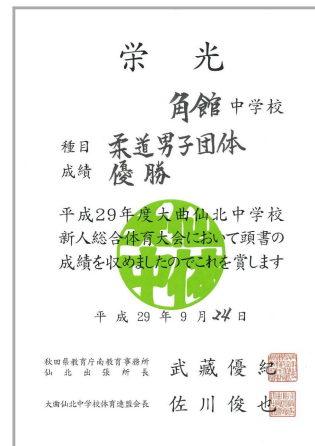 栄光
角館中学校
種目 柔道男子団体
成績 優勝
平成29年度大曲仙北中学校
新人総合体育大会において頭書の
成績を収めましたのでこれを賞します
平成29年9月24日
秋田県教育庁南教育事務所
仙北出張所長 武藏優紀
大曲仙北中学校体育連盟会長 佐川俊也